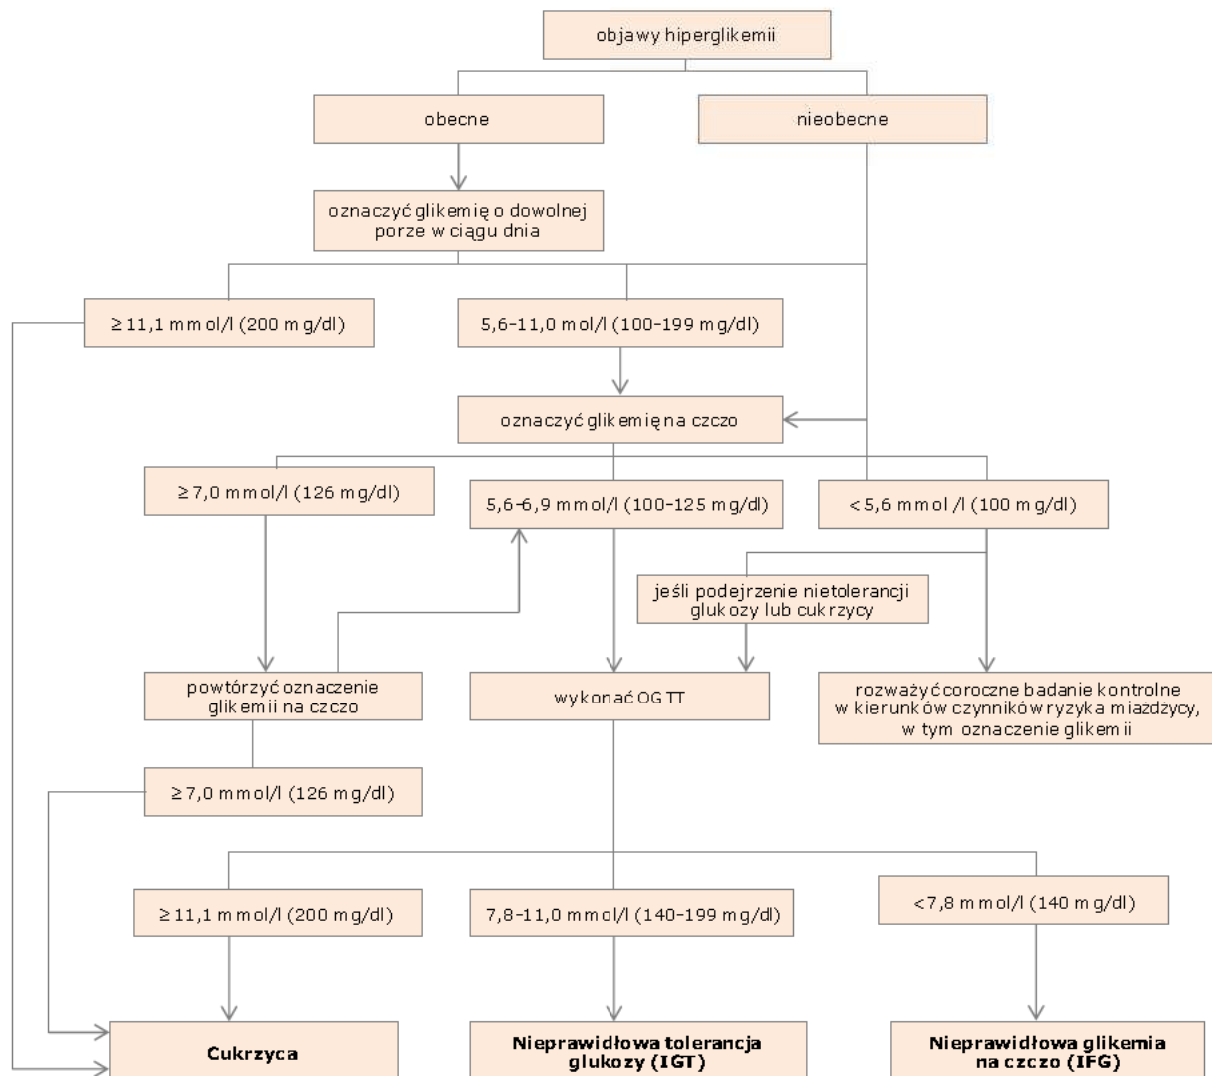 objawy hiperglikemii
obecne
nieobecne
oznaczyć glikemię o dowolnej
porze w ciągu dnia
≥11,1 mmol/l (200 mg/dl)
5,6–11,0 mol/l (100–199 mg/dl)
oznaczyć glikemię na czczo
≥7,0 mmol/l (126 mg/dl)
5,6–6,9 mmol/l (100–125 mg/dl)
<5,6 mmol /l (100 mg/dl)
jeśli podejrzenie nietolerancji
glukozy lub cukrzycy
powtórzyć oznaczenie
glikemii na czczo
wykonać OGTT
rozważyć coroczne badanie kontrolne
w kierunków czynników ryzyka miażdżycy,
w tym oznaczenie glikemii
≥7,0 mmol/l (126 mg/dl)
≥11,1 mmol/l (200 mg/dl)
7,8–11,0 mmol/l (140–199 mg/dl)
<7,8 mmol/l (140 mg/dl)
Cukrzyca
Nieprawidłowa tolerancja
glukozy (IGT)
Nieprawidłowa glikemia
na czczo (IFG)